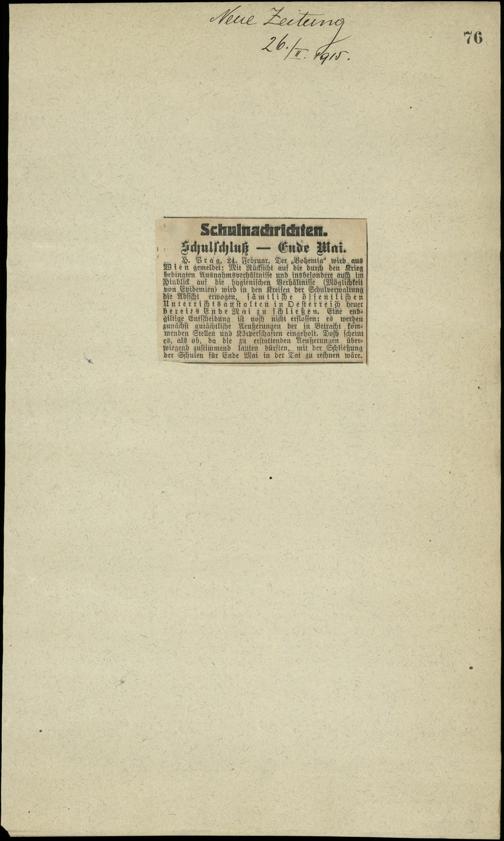 Neue Zeitung
26./II. 1915.
76
Schulnachrichten.
Schulschluß — Ende Mai.
H. Prag, 24. Februar. Der „Bohemia" wird aus
Wien gemeldet: Mit Rücksicht auf die durch den Krieg
bedingten Ausnahmsverhältnisse und insbesondere auch im
Hinblick auf die hygienischen Verhältnisse (Möglichkeit
von Epidemien) wird in den Kreisen der Schulverwaltung
die Absicht erwogen, sämtliche öffentlichen
Unterrichtsanstalten in Oesterreich heuer
bereits Ende Mai zu schließen. Eine end-
gültige Entscheidung ist noch nicht erflossen; es werden
zunächst zunächst Aeußerungen der in Betracht kom-
menden Stellen und Körperschaften eingeholt. Doch scheint
es, als ob, da die zu erstattenden Aeußerungen über-
wiegend zustimmend lauten dürften, mit der Schließung
der Schulen für Ende Mai in der Tat zu rechnen wäre.